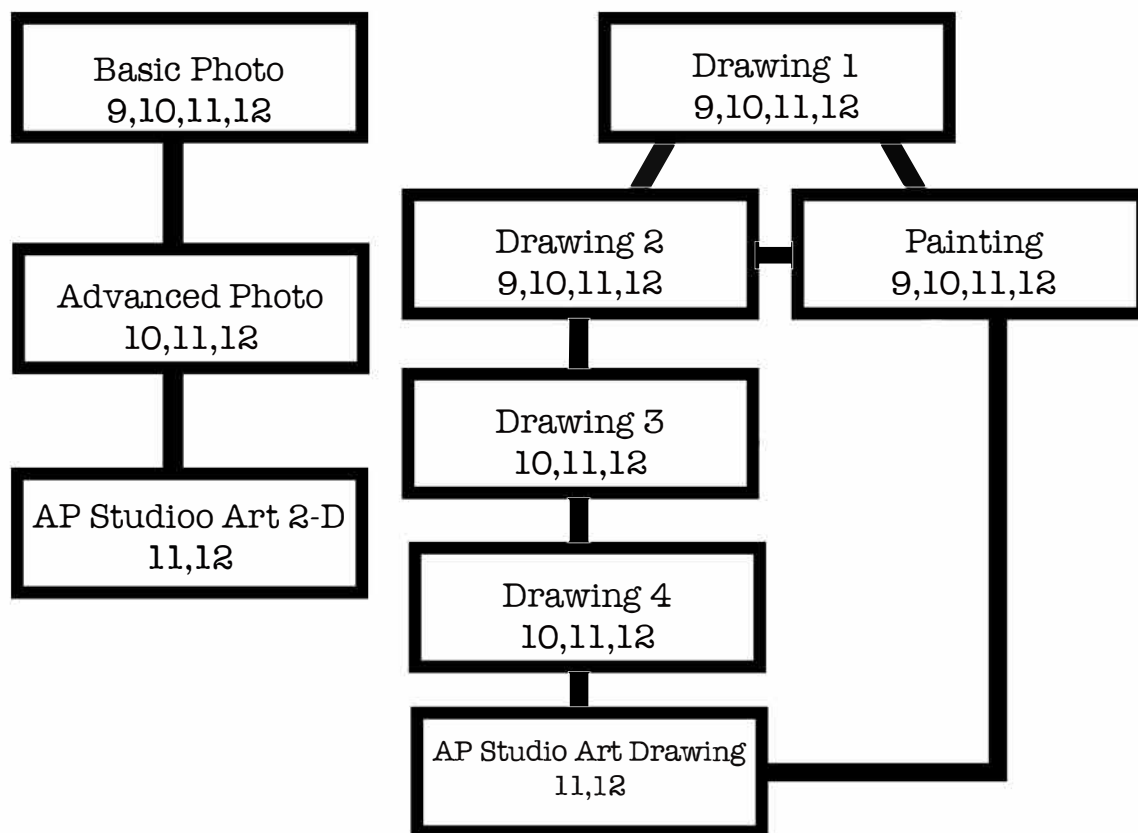 Basic Photo
9,10,11,12
Advanced Photo
10,11,12
AP Studioo Art 2-D
11,12
Drawing 1
9,10,11,12
Drawing 2
9,10,11,12
Painting
9,10,11,12
Drawing 3
10,11,12
Drawing 4
10,11,12
AP Studio Art Drawing
11,12